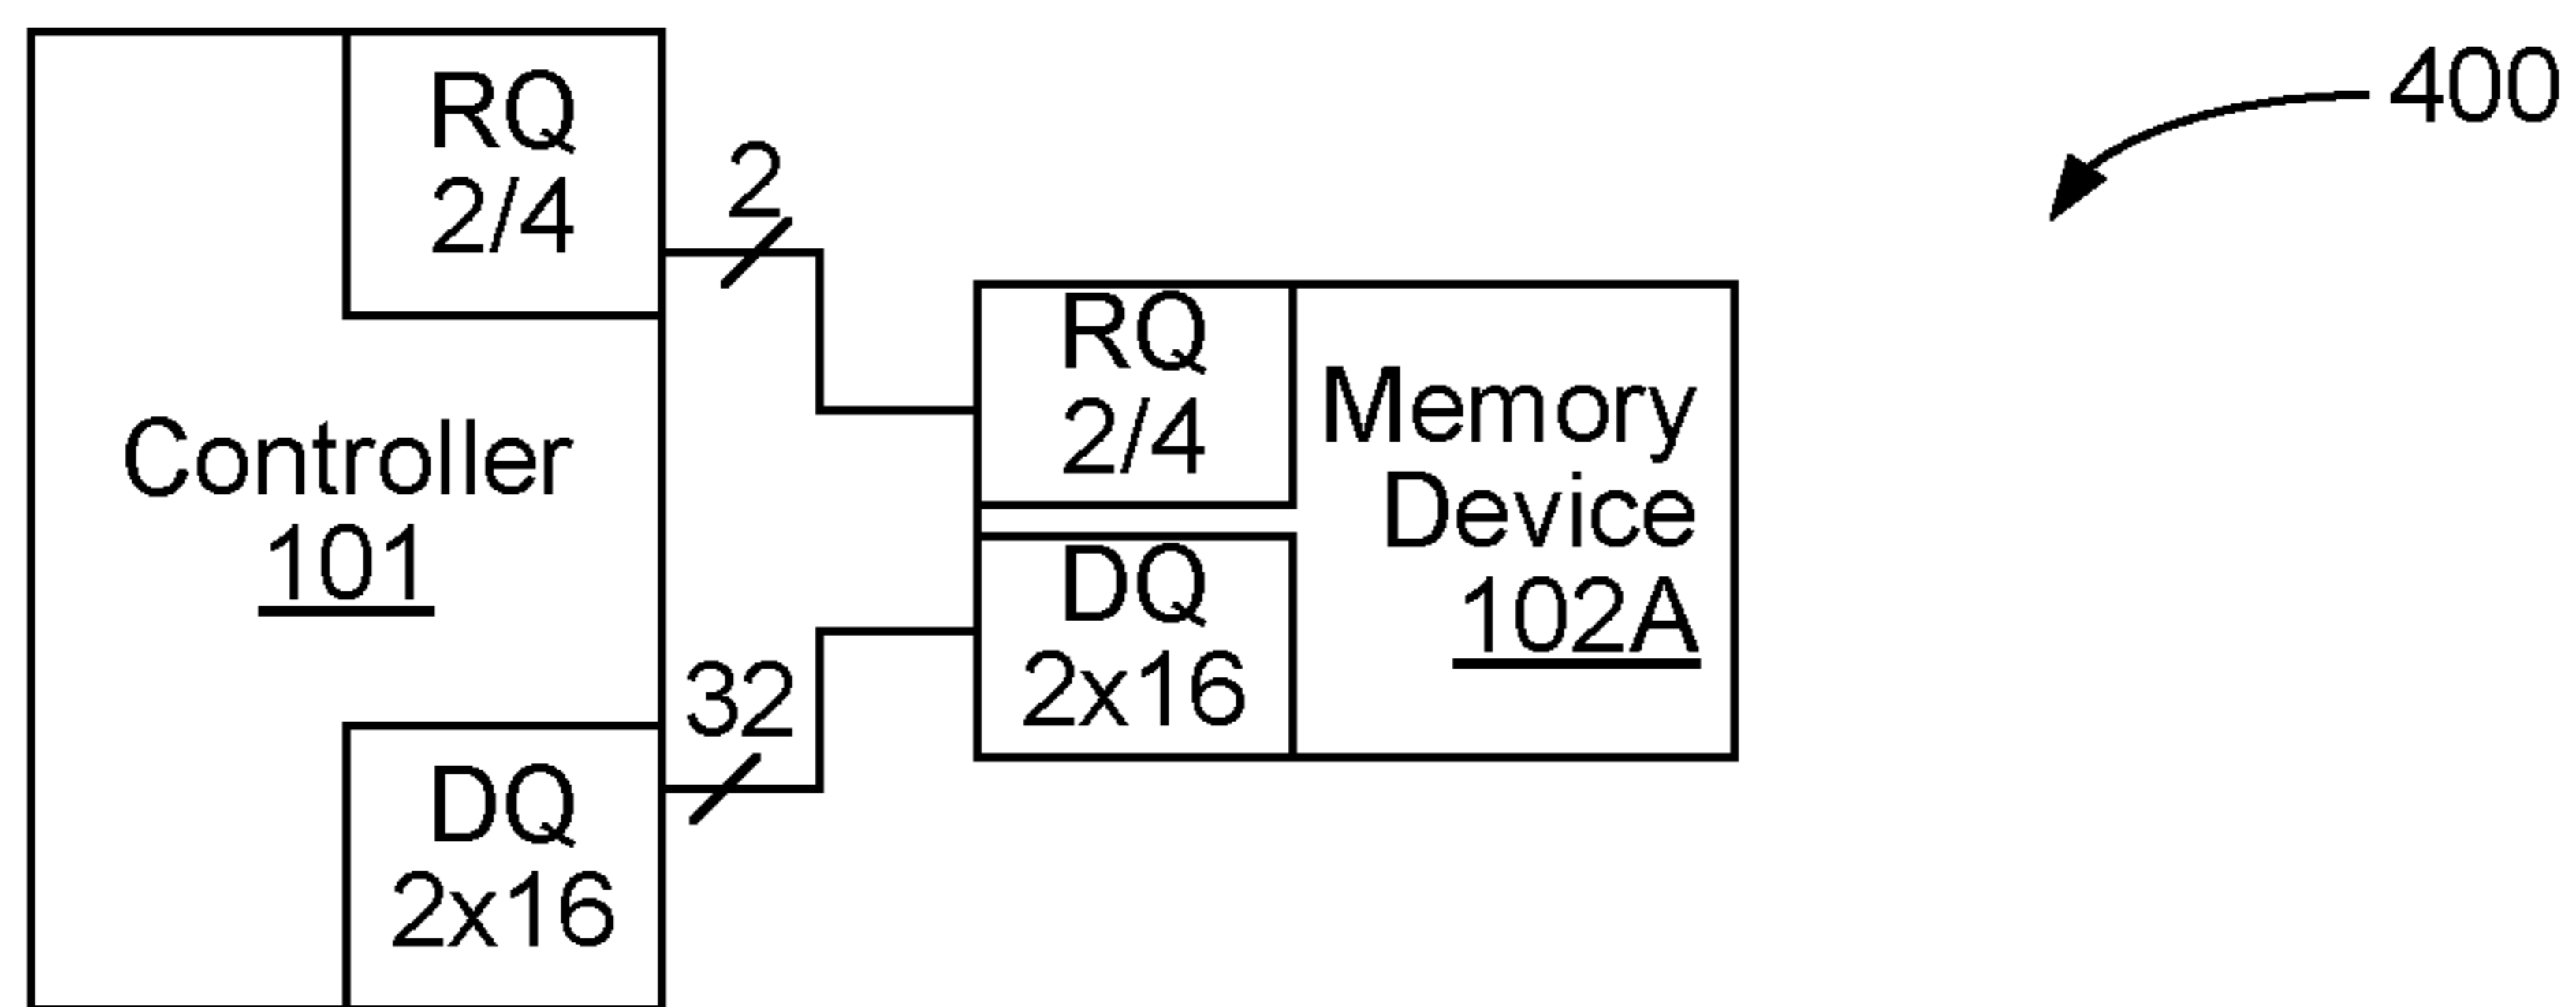 RQ
2/4
2
400
Controller
101
RQ
2/4
Memory
Device
102A
DQ
2x16
32
DQ
2x16